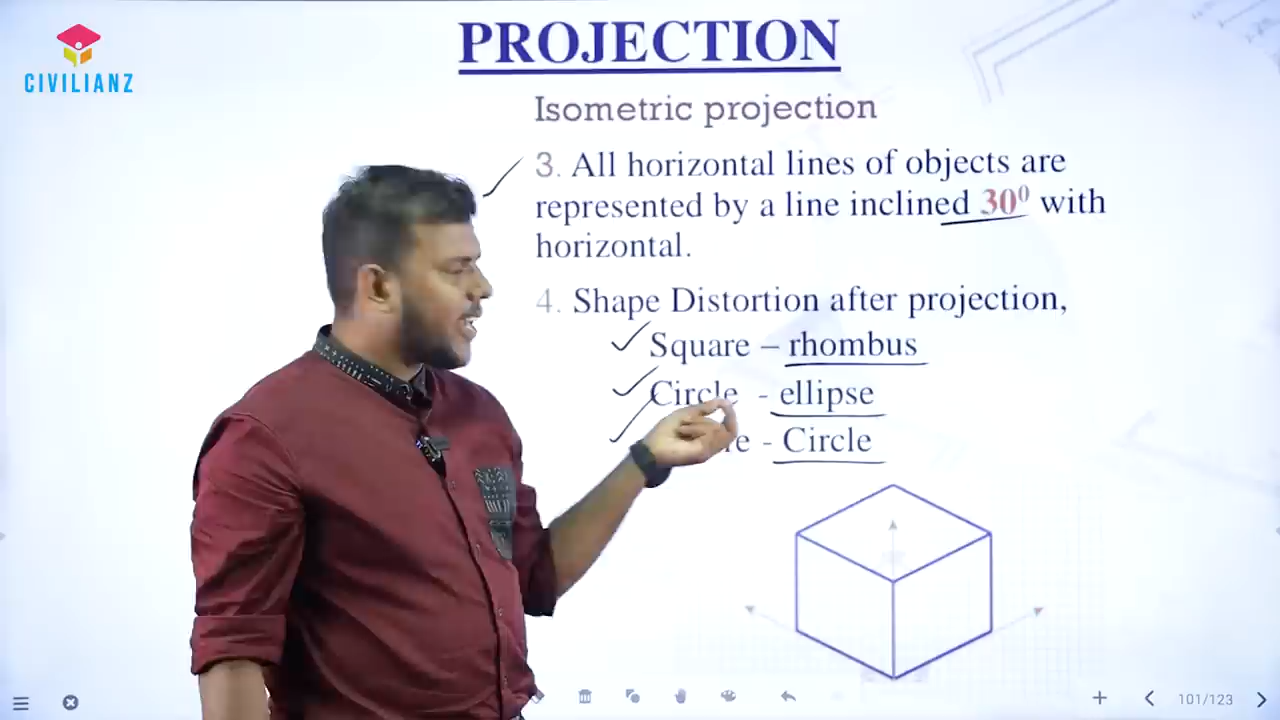 CIVILIANZ
PROJECTION
Isometric projection
3. All horizontal lines of objects are
represented by a line inclined 30⁰ with
horizontal.
4. Shape Distortion after projection,
Square – rhombus
Circle - ellipse
re - Circle
101/123